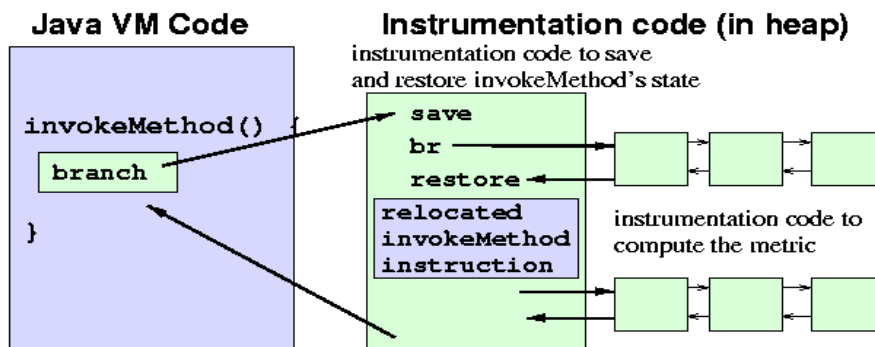 Java VM Code
Instrumentation code (in heap)
instrumentation code to save
and restore invokeMethod's state
invokeMethod() {
branch
}
save
br
restore
relocated
invokeMethod
instruction
instrumentation code to
compute the metric